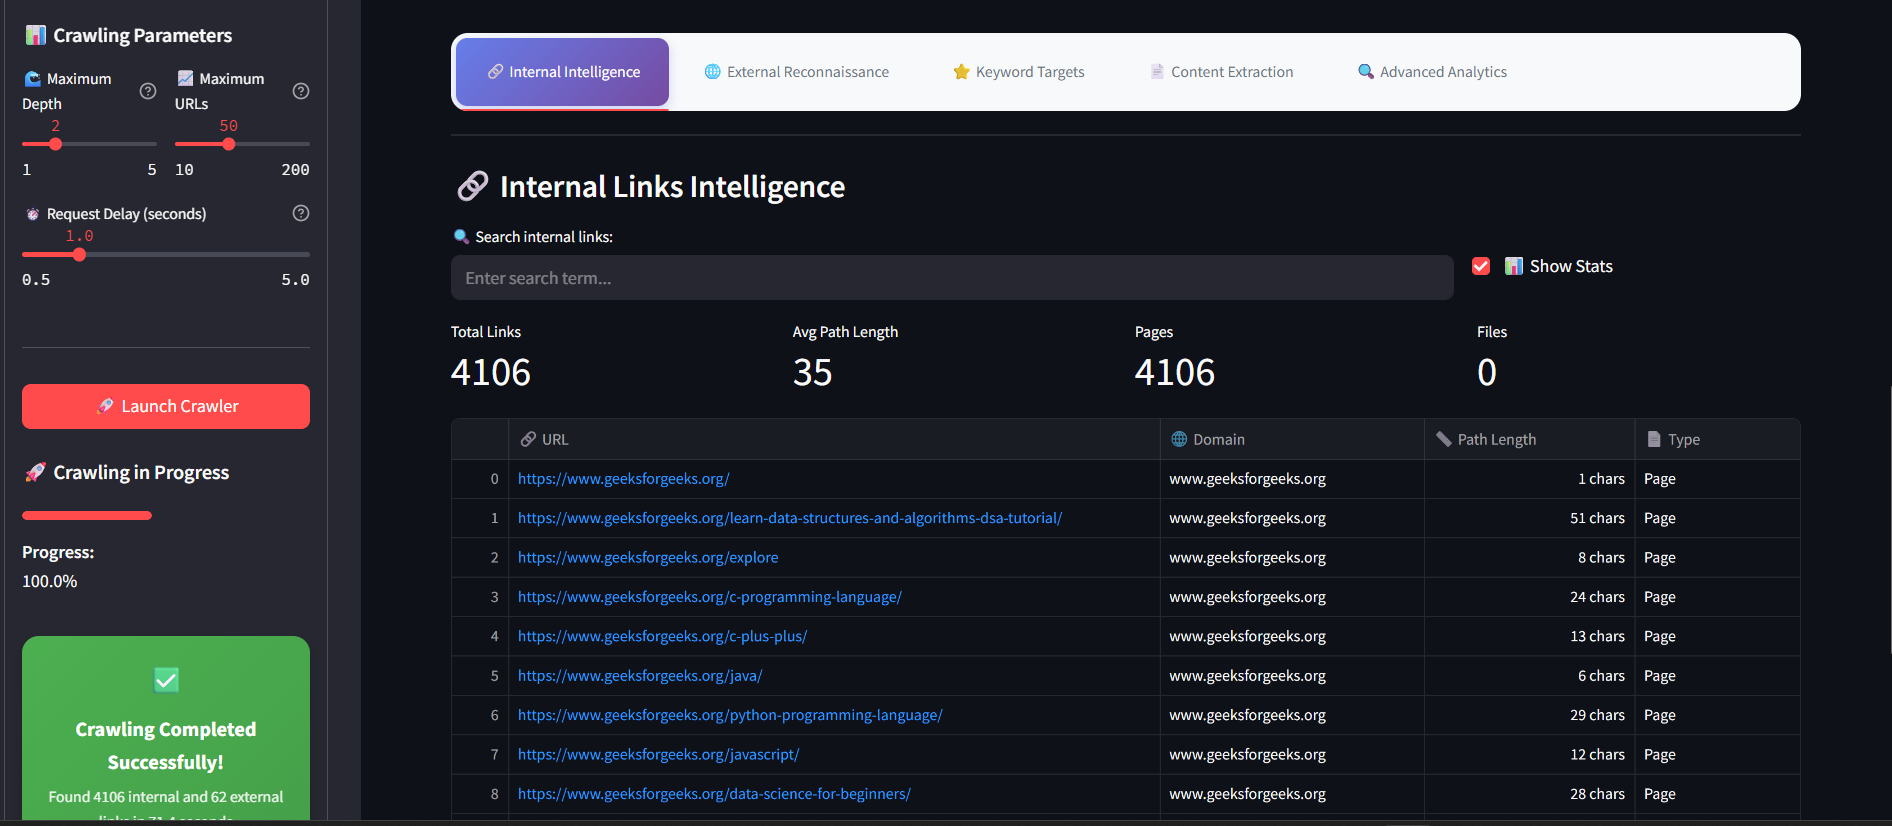 Crawling Parameters
Maximum Depth
Maximum URLs
2
50
1
5
10
200
Request Delay (seconds)
1.0
0.5
5.0
Launch Crawler
Crawling in Progress
Progress:
100.0%
Crawling Completed
Successfully!
Found 4106 internal and 62 external
Internal Intelligence
External Reconnaissance
Keyword Targets
Content Extraction
Advanced Analytics
Internal Links Intelligence
Search internal links:
Enter search term...
Show Stats
Total Links
4106
Avg Path Length
35
Pages
4106
Files
0
URL Domain Path Length Type
0 https://www.geeksforgeeks.org/ www.geeksforgeeks.org 1 chars Page
1 https://www.geeksforgeeks.org/learn-data-structures-and-algorithms-dsa-tutorial/ www.geeksforgeeks.org 51 chars Page
2 https://www.geeksforgeeks.org/explore www.geeksforgeeks.org 8 chars Page
3 https://www.geeksforgeeks.org/c-programming-language/ www.geeksforgeeks.org 24 chars Page
4 https://www.geeksforgeeks.org/c-plus-plus/ www.geeksforgeeks.org 13 chars Page
5 https://www.geeksforgeeks.org/java/ www.geeksforgeeks.org 6 chars Page
6 https://www.geeksforgeeks.org/python-programming-language/ www.geeksforgeeks.org 29 chars Page
7 https://www.geeksforgeeks.org/javascript/ www.geeksforgeeks.org 12 chars Page
8 https://www.geeksforgeeks.org/data-science-for-beginners/ www.geeksforgeeks.org 28 chars Page